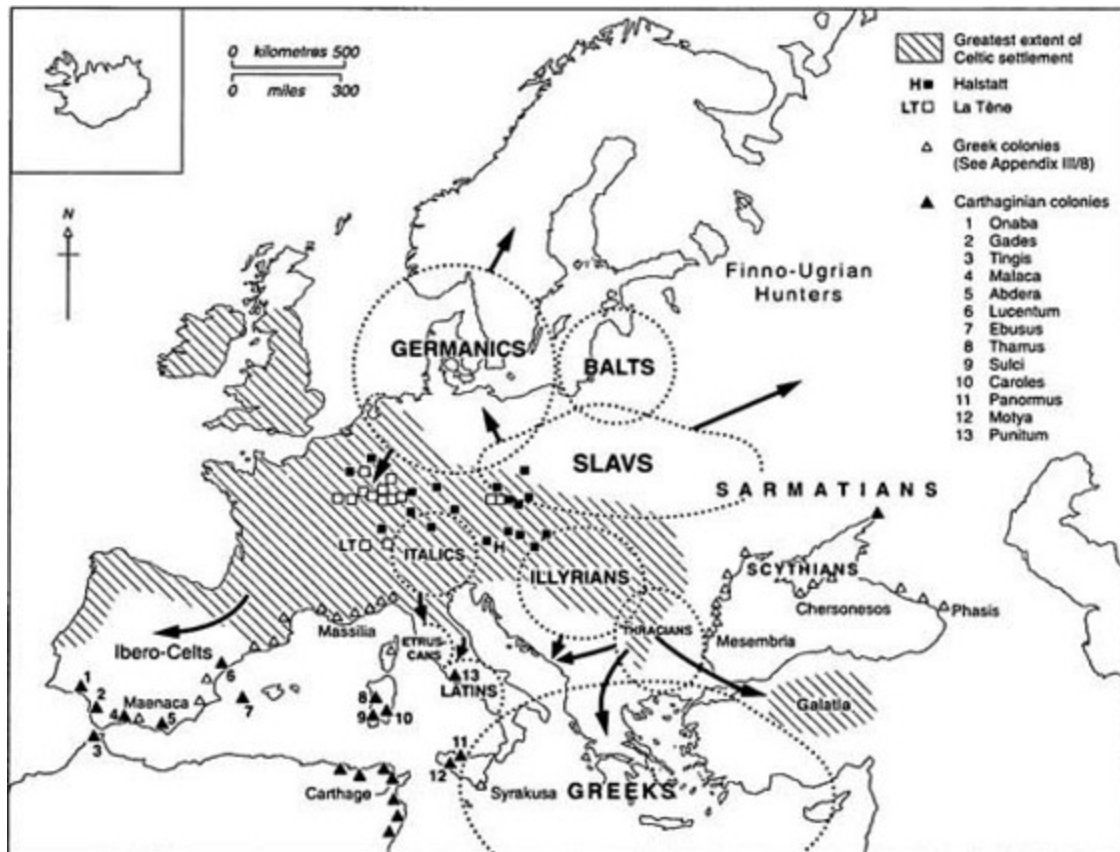 0 kilometres 500
0 miles 300
N
Greatest extent of
Celtic settlement
H Halstatt
LT La Tène
Greek colonies
(See Appendix III/8)
Carthaginian colonies
1 Onaba
2 Gades
3 Tingis
4 Malaca
5 Abdera
6 Lucentum
7 Ebusus
8 Tharrus
9 Sulci
10 Caroles
11 Panormus
12 Motya
13 Punitum
Finno-Ugrian
Hunters
GERMANICS
BALTS
SLAVS
SARMATIANS
LT
ITALICS
H
ILLYRIANS
SCYTHIANS
Chersonesos
Phasis
Massilia
ETRUS-
CANS
THRACIANS
Mesembria
Ibero-Celts
6
13
LATINS
Galatia
1
2
Maenaca
4
5
7
8
9
10
3
11
12
Carthage
Syrakusa
GREEKS